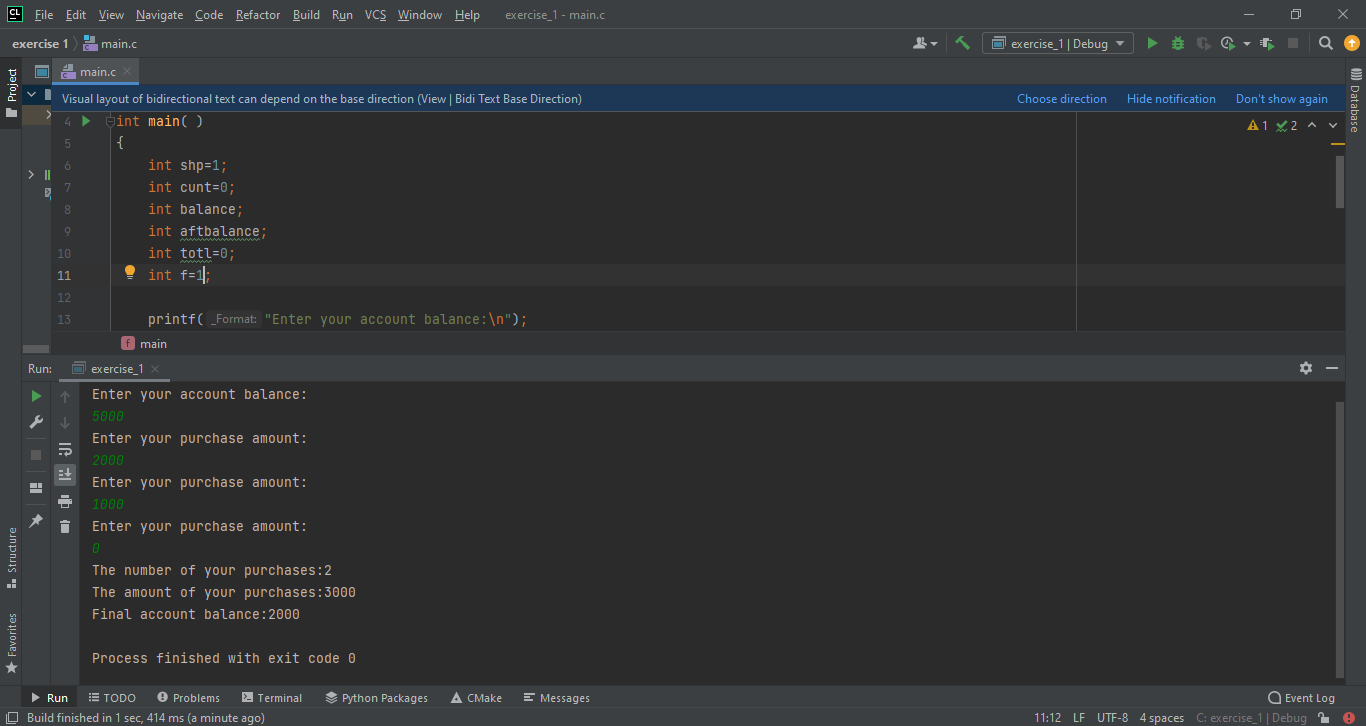 CL File Edit View Navigate Code Refactor Build Run VCS Window Help exercise_1 - main.c
exercise 1 main.c exercise_1 | Debug
Project
main.c
Visual layout of bidirectional text can depend on the base direction (View | Bidi Text Base Direction) Choose direction Hide notification Don't show again
Database
4 int main( )
1 2
5 {
6 int shp=1;
7 int cunt=0;
8 int balance;
9 int aftbalance;
10 int totl=0;
11 int f=1;
12
13 printf(_Format: "Enter your account balance:\n");
f main
Run: exercise_1
Enter your account balance:
5000
Enter your purchase amount:
2000
Enter your purchase amount:
1000
Enter your purchase amount:
0
The number of your purchases:2
The amount of your purchases:3000
Final account balance:2000
Process finished with exit code 0
Structure
Favorites
Run TODO Problems Terminal Python Packages CMake Messages Event Log
Build finished in 1 sec, 414 ms (a minute ago) 11:12 LF UTF-8 4 spaces C: exercise_1 | Debug